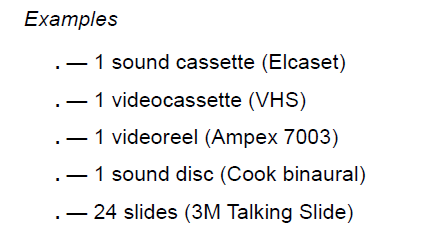 Examples
. — 1 sound cassette (Elcaset)
. — 1 videocassette (VHS)
. — 1 videoreel (Ampex 7003)
. — 1 sound disc (Cook binaural)
. — 24 slides (3M Talking Slide)